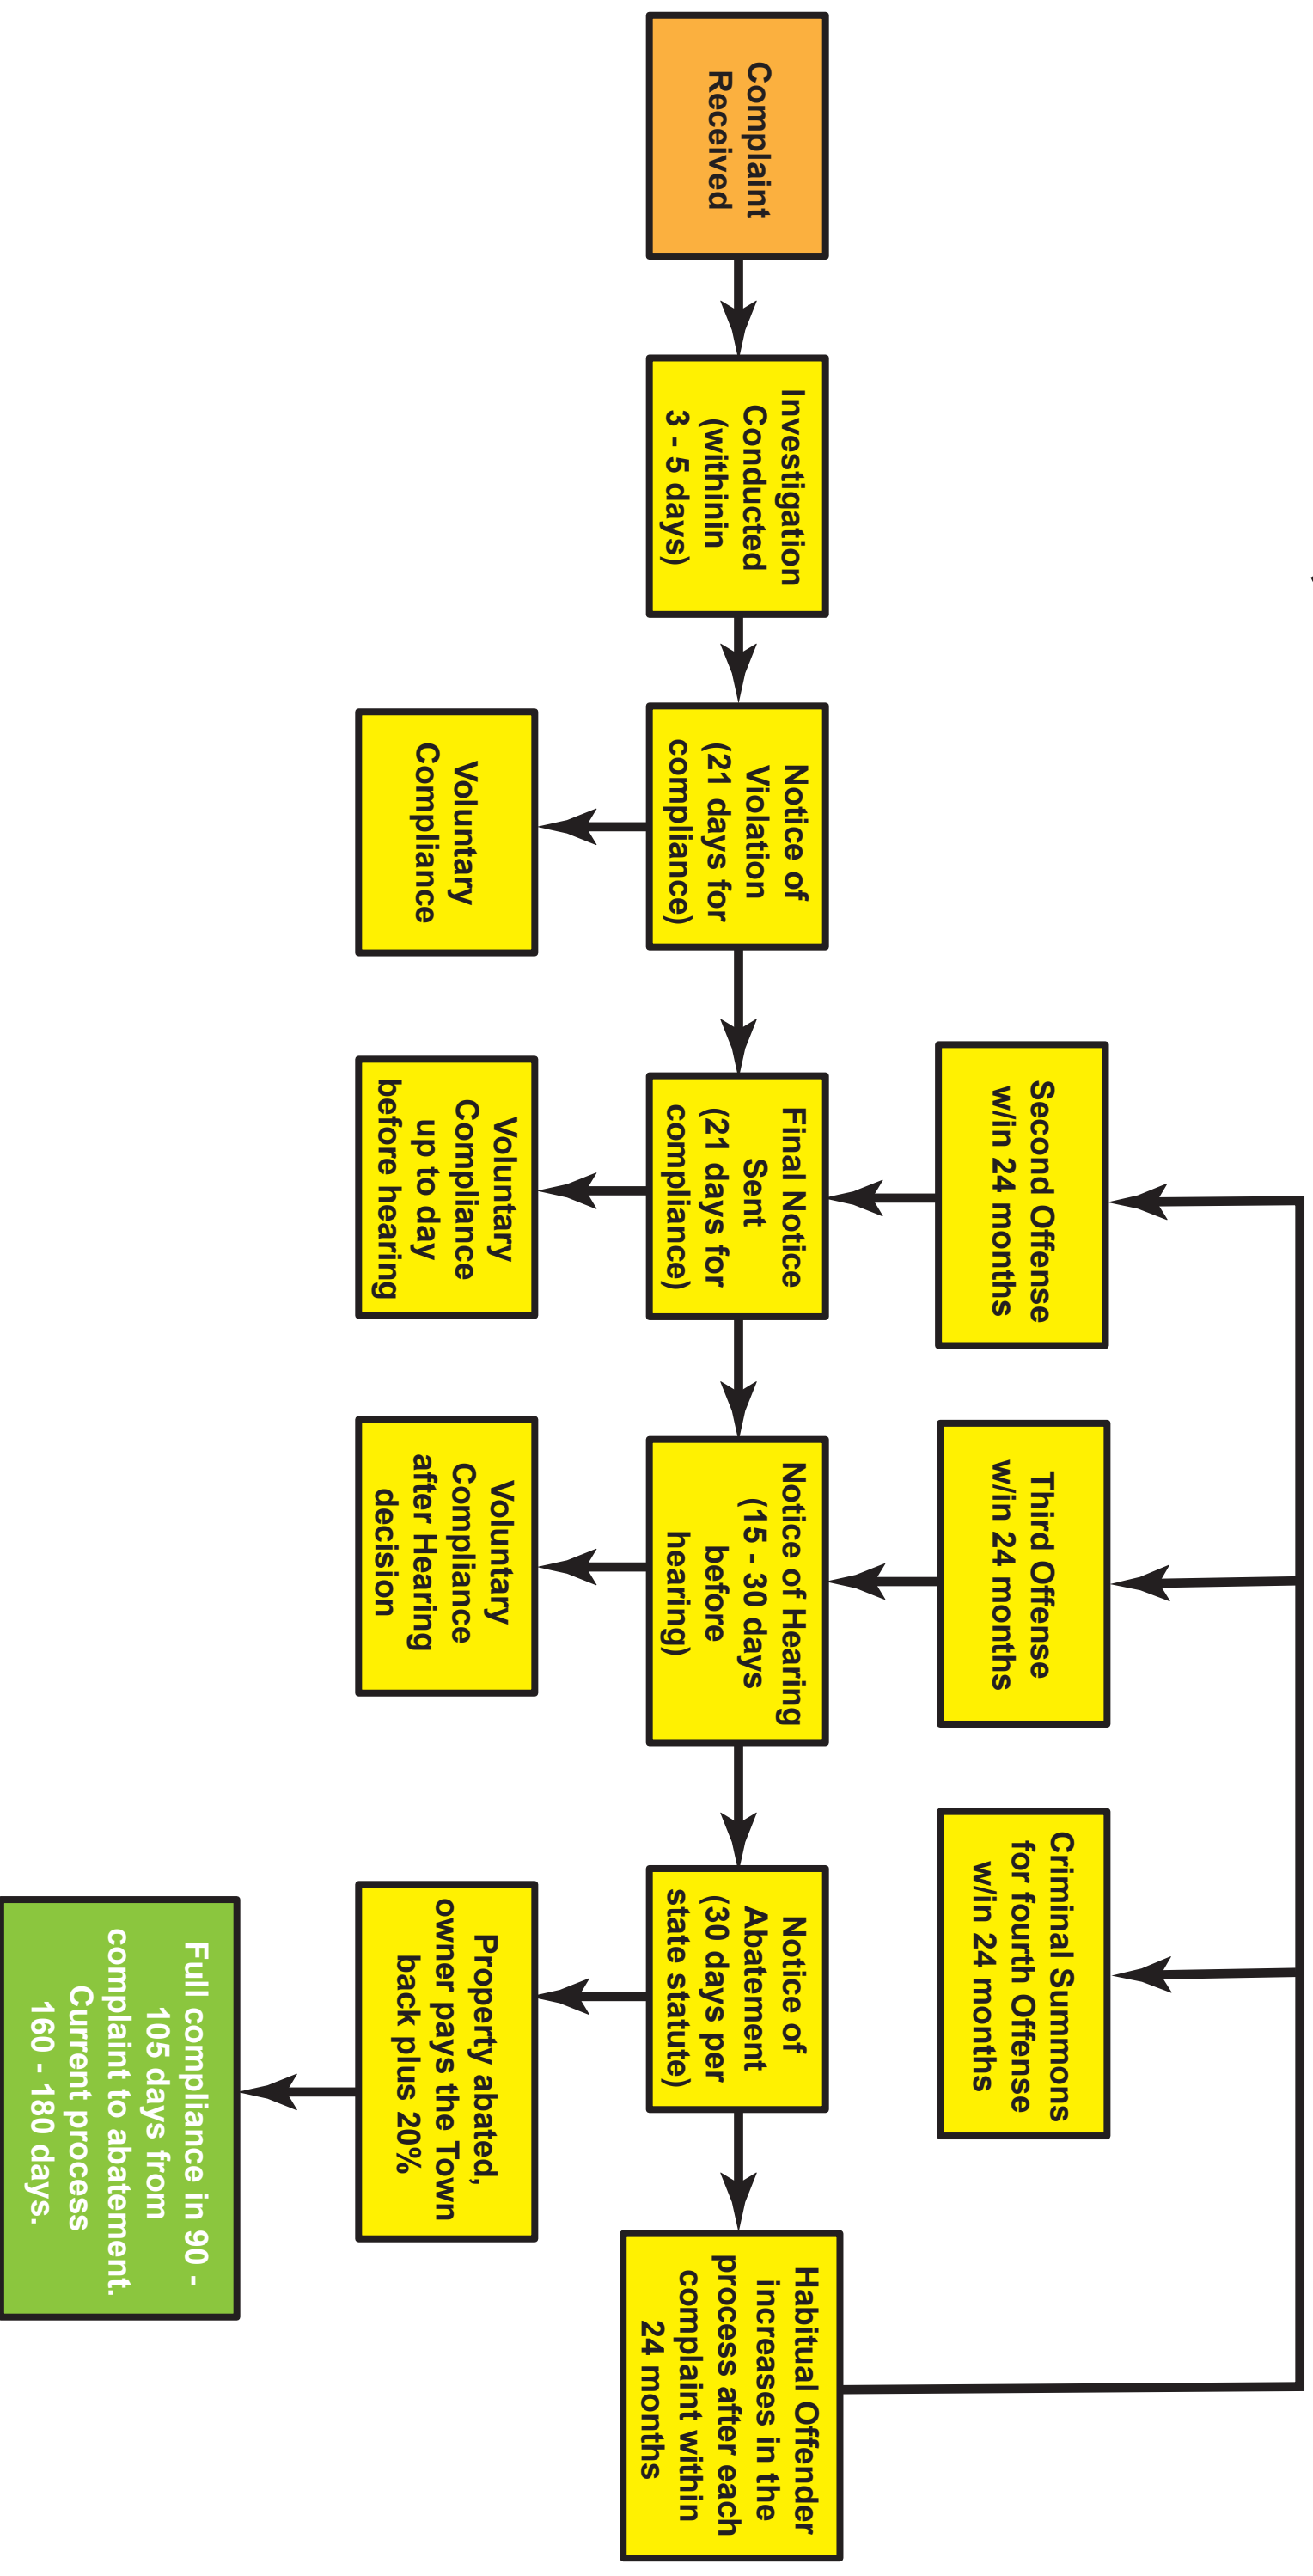 Complaint
Received
Investigation
Conducted
(withinin
3 - 5 days)
Notice of
Violation
(21 days for
compliance)
Voluntary
Compliance
Second Offense
w/in 24 months
Final Notice
Sent
(21 days for
compliance)
Voluntary
Compliance
up to day
before hearing
Third Offense
w/in 24 months
Notice of Hearing
(15 - 30 days
before
hearing)
Voluntary
Compliance
after Hearing
decision
Criminal Summons
for fourth Offense
w/in 24 months
Notice of
Abatement
(30 days per
state statute)
Property abated,
owner pays the Town
back plus 20%
Full compliance in 90 -
105 days from
complaint to abatement.
Current process
160 - 180 days.
Habitual Offender
increases in the
process after each
complaint within
24 months